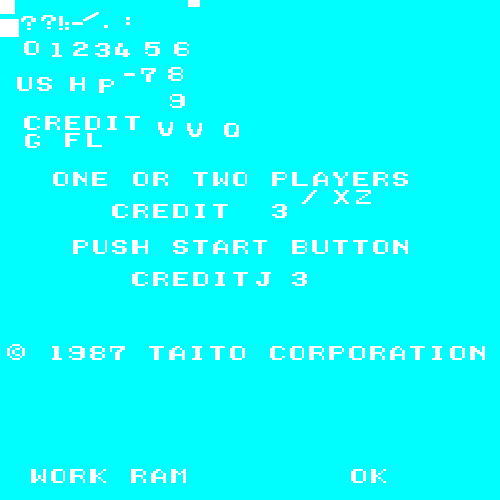 ??!-/. :
0123456
US H P -78
9
CREDIT V V Q
G FL
ONE OR TWO PLAYERS
/ XZ
CREDIT 3
PUSH START BUTTON
CREDITJ 3
© 1987 TAITO CORPORATION
WORK RAM OK